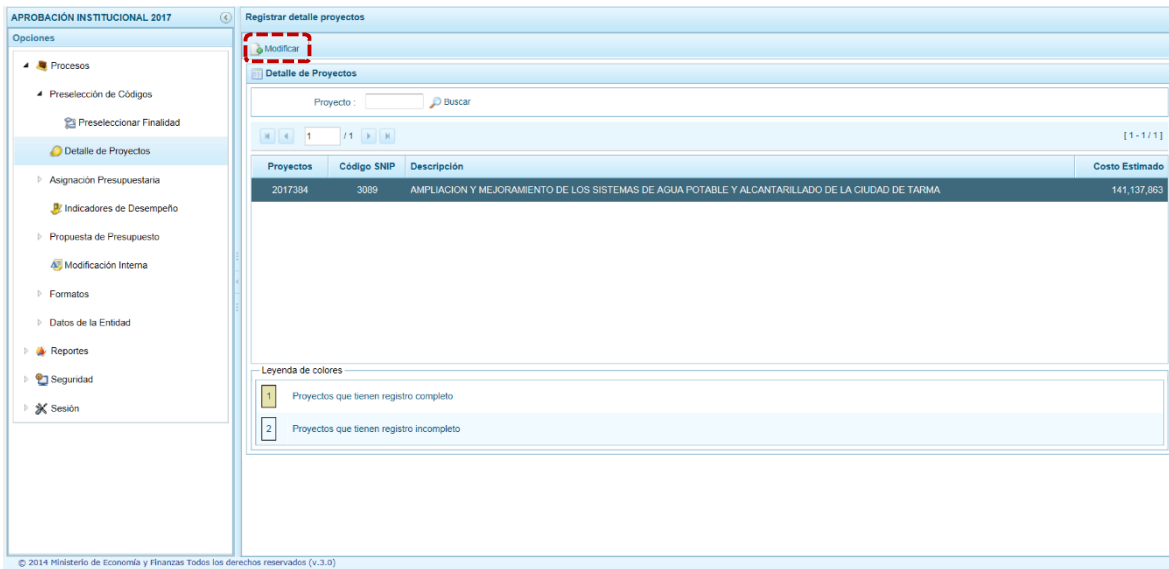 APROBACIÓN INSTITUCIONAL 2017
Opciones
Procesos
Preselección de Códigos
Preseleccionar Finalidad
Detalle de Proyectos
Asignación Presupuestaria
Indicadores de Desempeño
Propuesta de Presupuesto
Modificación Interna
Formatos
Datos de la Entidad
Reportes
Seguridad
Sesión
Registrar detalle proyectos
Modificar
Detalle de Proyectos
Proyecto : Buscar
1 / 1 [ 1 - 1 / 1 ]
Proyectos Código SNIP Descripción Costo Estimado
2017384 3089 AMPLIACION Y MEJORAMIENTO DE LOS SISTEMAS DE AGUA POTABLE Y ALCANTARILLADO DE LA CIUDAD DE TARMA 141,137,863
Leyenda de colores
1 Proyectos que tienen registro completo
2 Proyectos que tienen registro incompleto
© 2014 Ministerio de Economía y Finanzas Todos los derechos reservados (v.3.0)